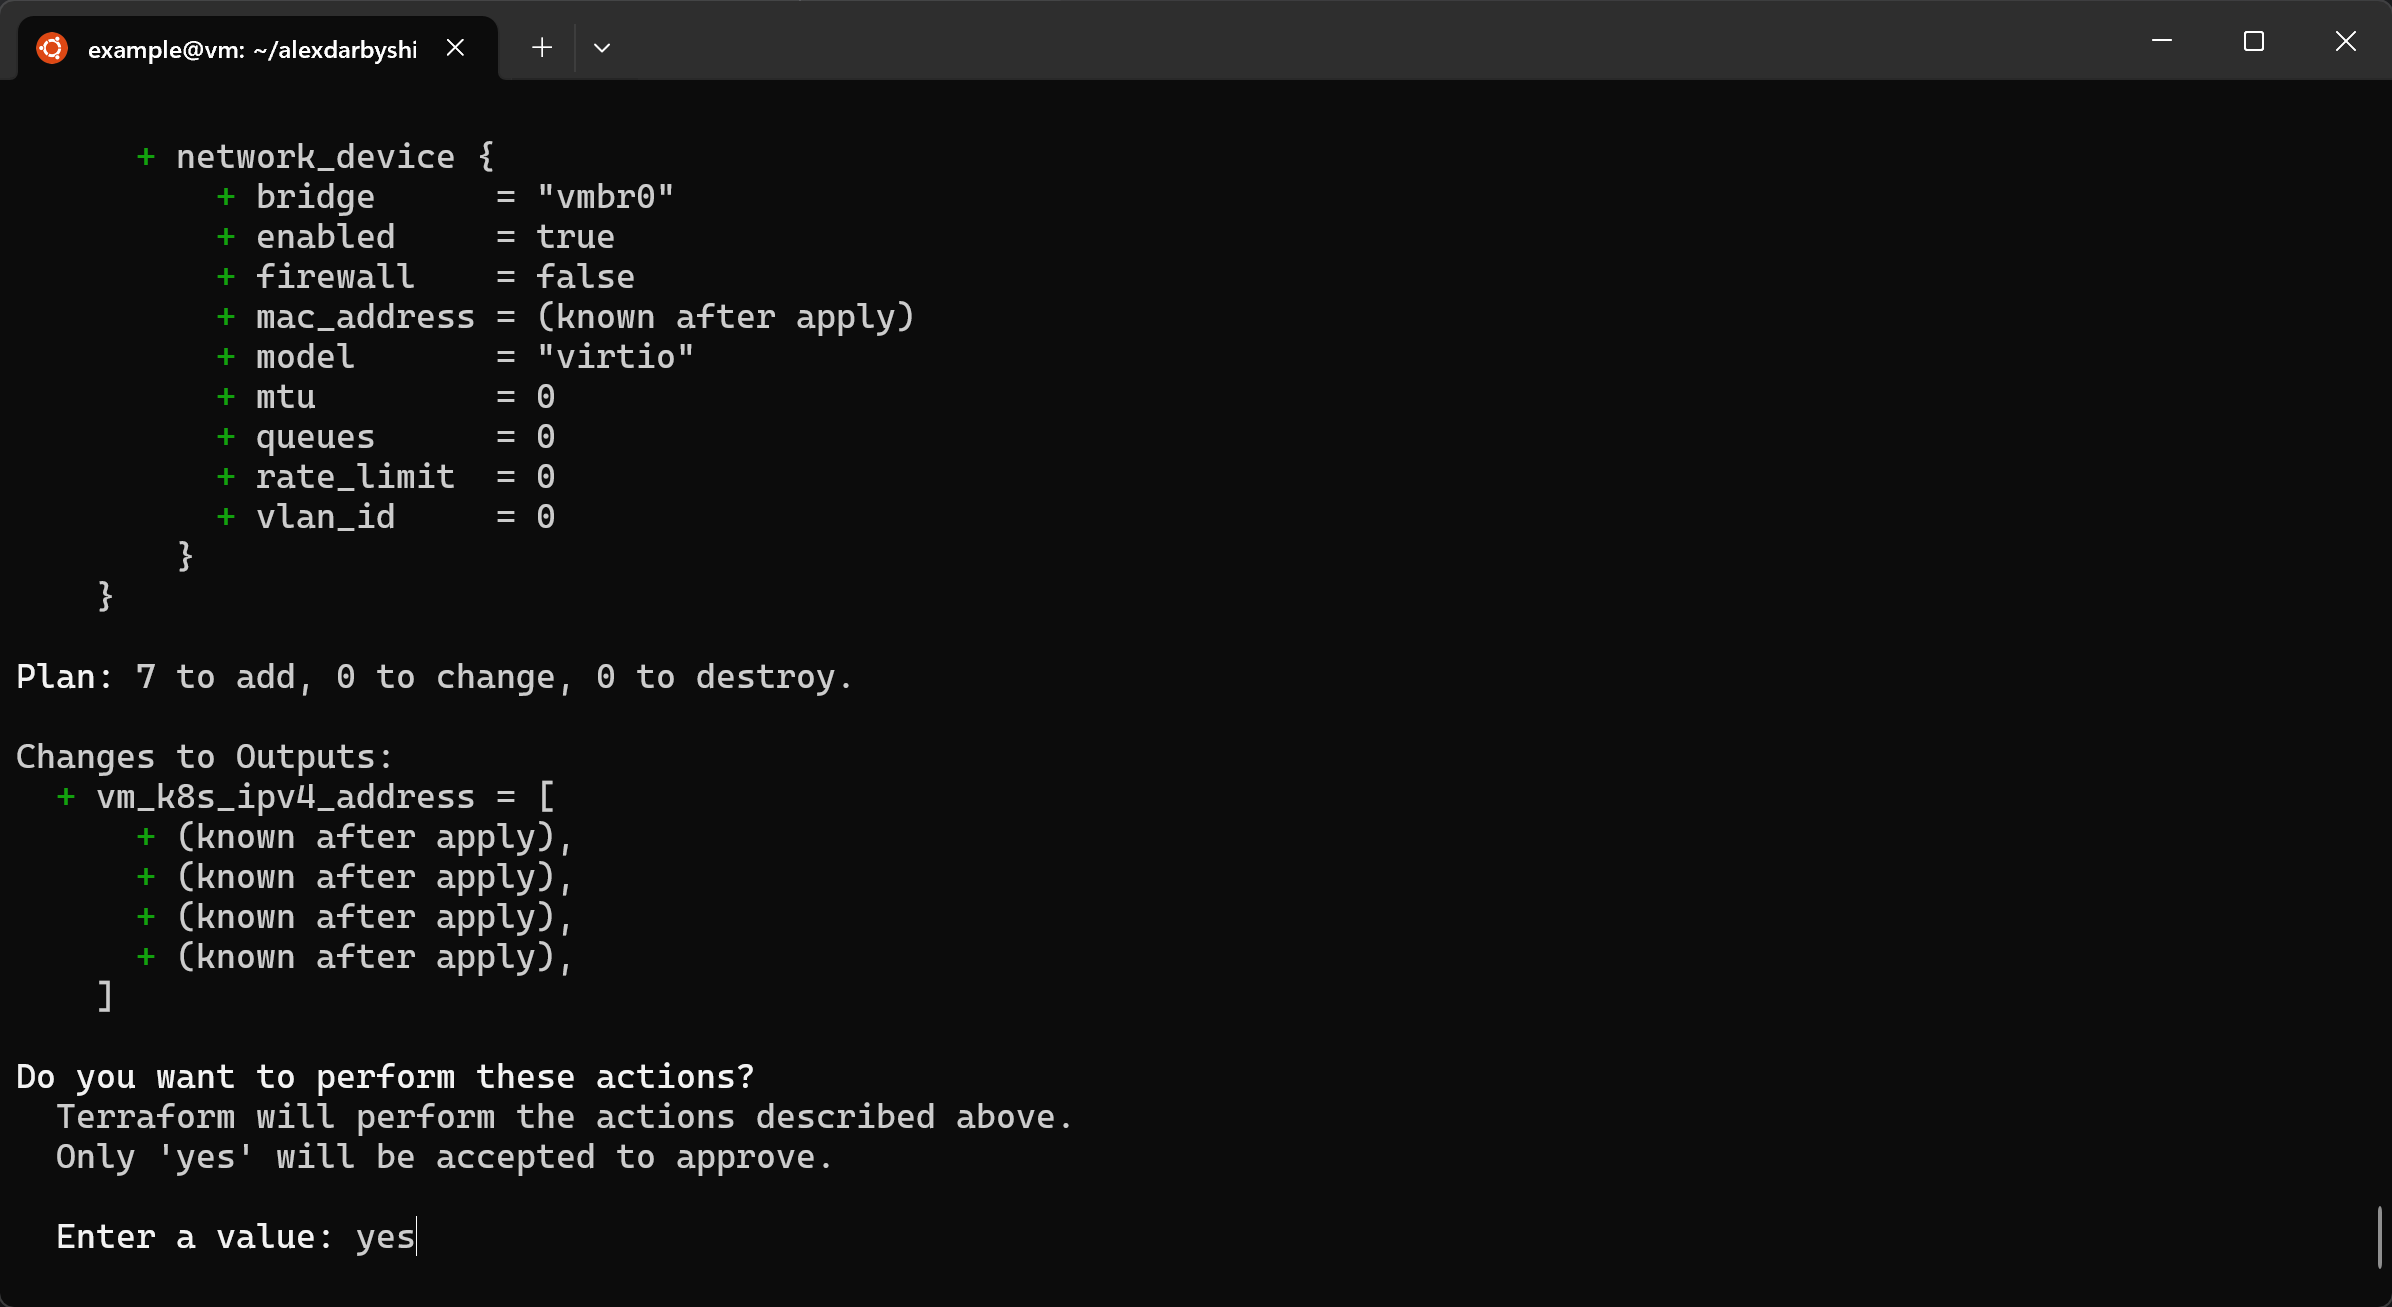 example@vm: ~/alexdarbyshi
+ network_device {
+ bridge      = "vmbr0"
+ enabled     = true
+ firewall    = false
+ mac_address = (known after apply)
+ model       = "virtio"
+ mtu         = 0
+ queues      = 0
+ rate_limit  = 0
+ vlan_id     = 0
}
}
Plan: 7 to add, 0 to change, 0 to destroy.
Changes to Outputs:
+ vm_k8s_ipv4_address = [
+ (known after apply),
+ (known after apply),
+ (known after apply),
+ (known after apply),
]
Do you want to perform these actions?
Terraform will perform the actions described above.
Only 'yes' will be accepted to approve.
Enter a value: yes